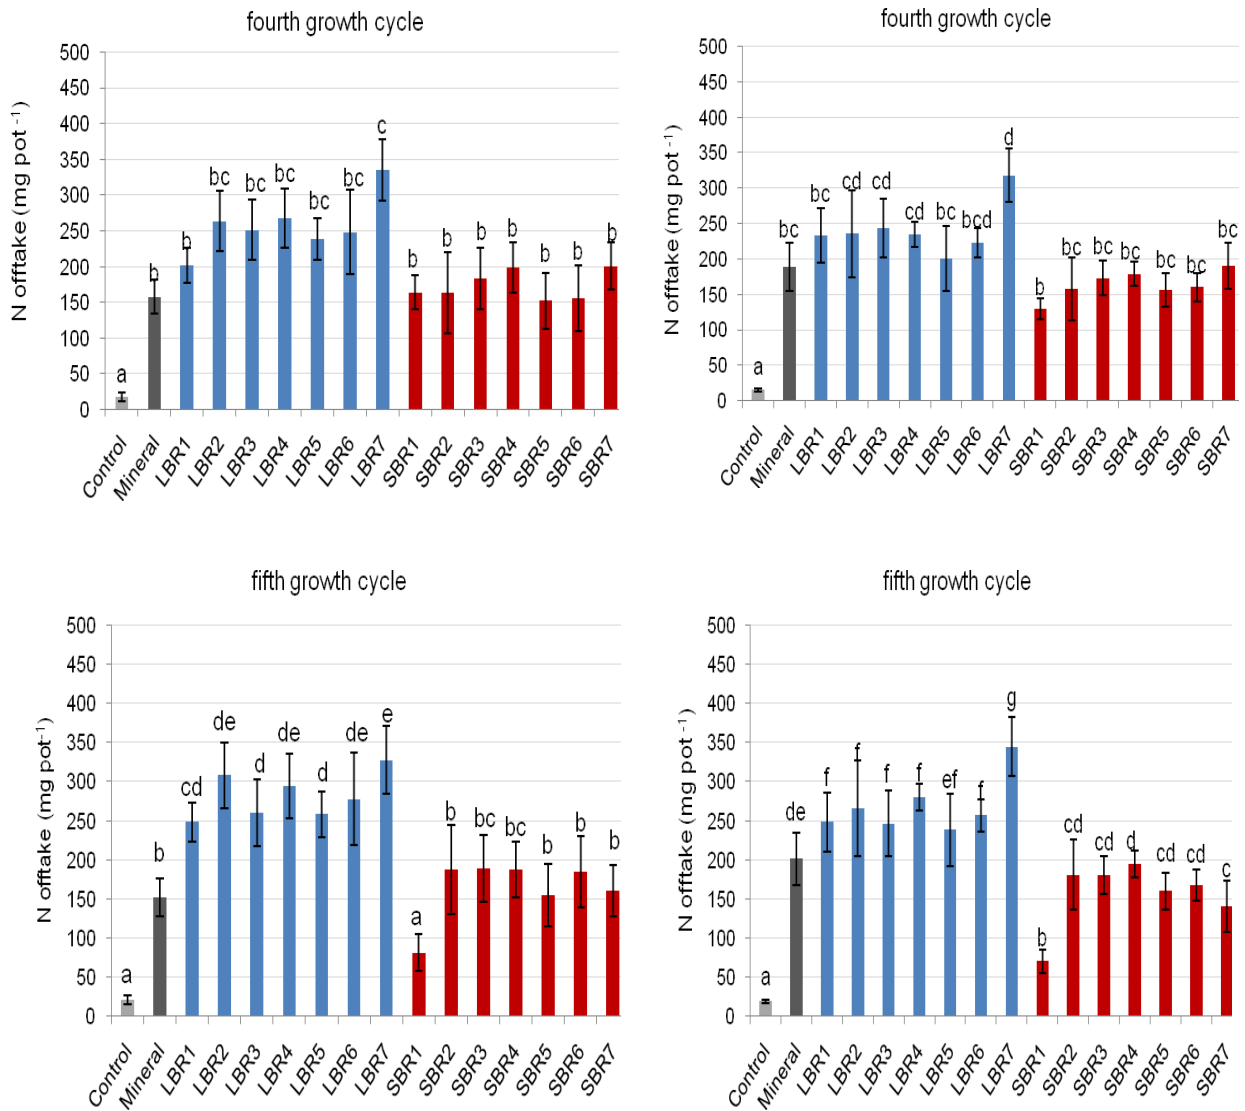 fourth growth cycle
N offtake (mg pot -1)
500
450
400
350
300
250
200
150
100
50
0
a
b
b
bc
bc
bc
bc
bc
c
b
b
b
b
b
b
b
Control
Mineral
LBR1
LBR2
LBR3
LBR4
LBR5
LBR6
LBR7
SBR1
SBR2
SBR3
SBR4
SBR5
SBR6
SBR7
fourth growth cycle
N offtake (mg pot -1)
500
450
400
350
300
250
200
150
100
50
0
a
bc
bc
cd
cd
cd
bc
bcd
d
b
bc
bc
bc
bc
bc
bc
Control
Mineral
LBR1
LBR2
LBR3
LBR4
LBR5
LBR6
LBR7
SBR1
SBR2
SBR3
SBR4
SBR5
SBR6
SBR7
fifth growth cycle
N offtake (mg pot-1)
500
450
400
350
300
250
200
150
100
50
0
a
b
cd
de
d
de
d
de
e
a
b
bc
bc
b
b
b
Control
Mineral
LBR1
LBR2
LBR3
LBR4
LBR5
LBR6
LBR7
SBR1
SBR2
SBR3
SBR4
SBR5
SBR6
SBR7
fifth growth cycle
N offtake (mg pot-1)
500
450
400
350
300
250
200
150
100
50
0
a
de
f
f
f
f
ef
f
g
b
cd
cd
d
cd
cd
c
Control
Mineral
LBR1
LBR2
LBR3
LBR4
LBR5
LBR6
LBR7
SBR1
SBR2
SBR3
SBR4
SBR5
SBR6
SBR7